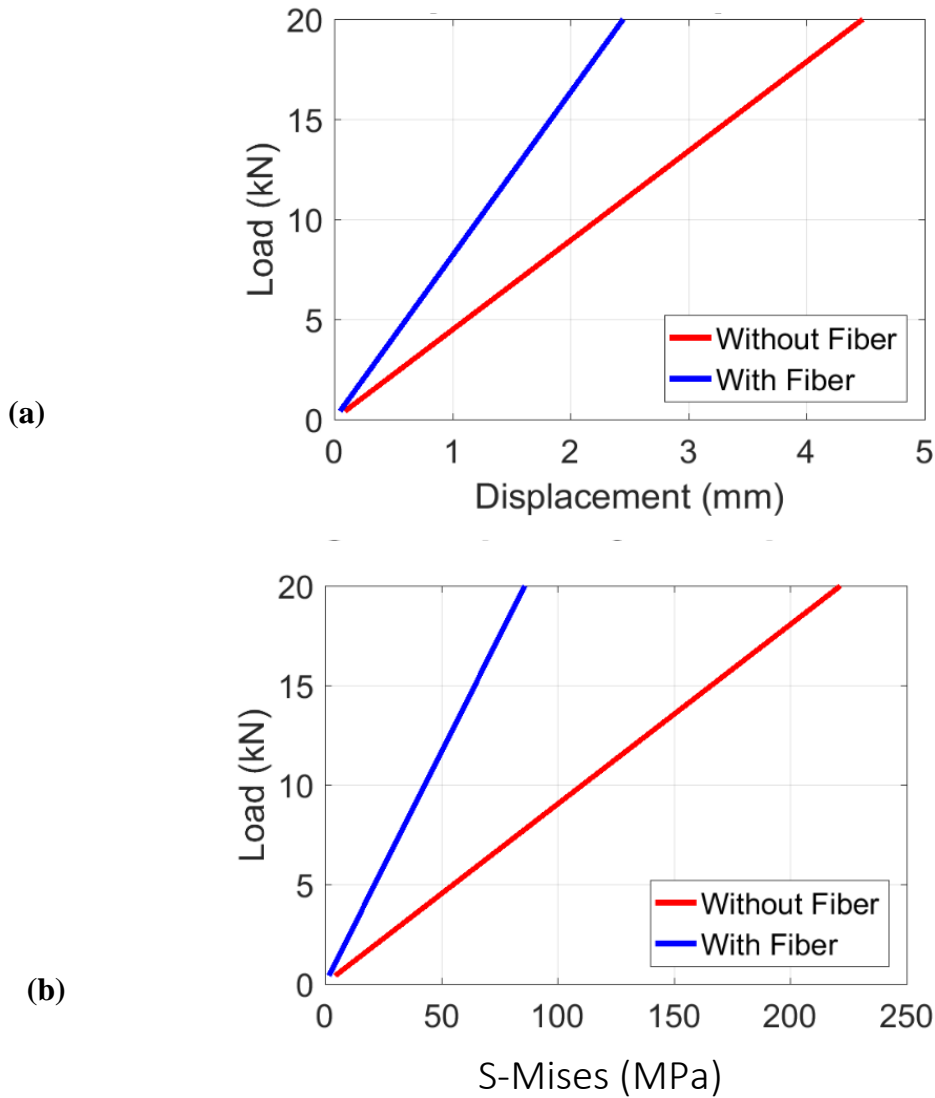 20
15
10
5
0
Load (kN)
Without Fiber
With Fiber
(a)
0 1 2 3 4 5
Displacement (mm)
20
15
10
5
0
Load (kN)
Without Fiber
With Fiber
(b)
0 50 100 150 200 250
S-Mises (MPa)